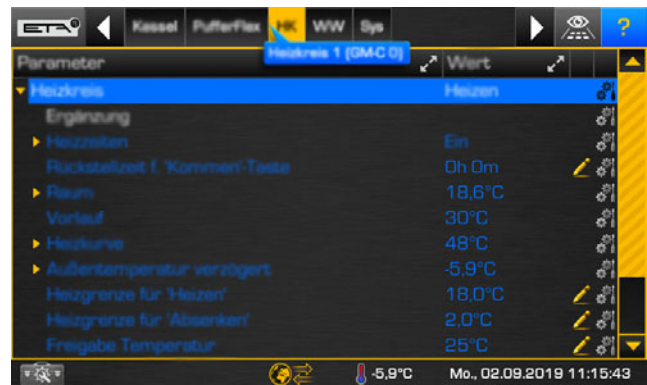 ETA
Kessel PufferFlex HK WW Sys ?
Heizkreis 1 (GM-C 0)
Parameter Wert
Heizkreis Heizen
Ergänzung
Heizzeiten Ein
Rückstellzeit f. 'Kommen'-Taste 0h 0m
Raum 18,6°C
Vorlauf 30°C
Heizkurve 48°C
Außentemperatur verzögert -5,9°C
Heizgrenze für 'Heizen' 18,0°C
Heizgrenze für 'Absenken' 2,0°C
Freigabe Temperatur 25°C
-5,9°C Mo., 02.09.2019 11:15:43